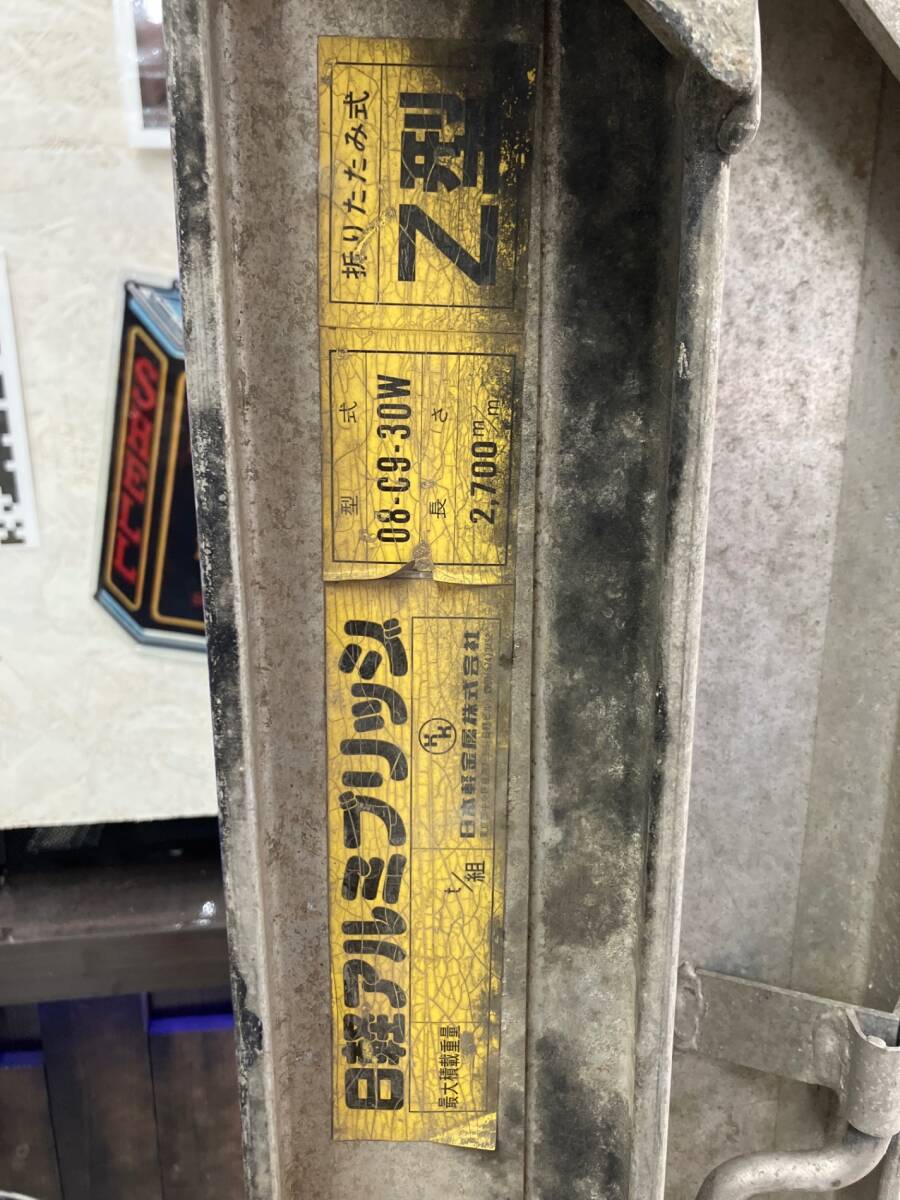 日軽アルミブリッジ
最大積載重量
t/組
日本軽金属株式会社
型式
08-C9-30W
長さ
2,700m/m
折りたたみ式
Z型